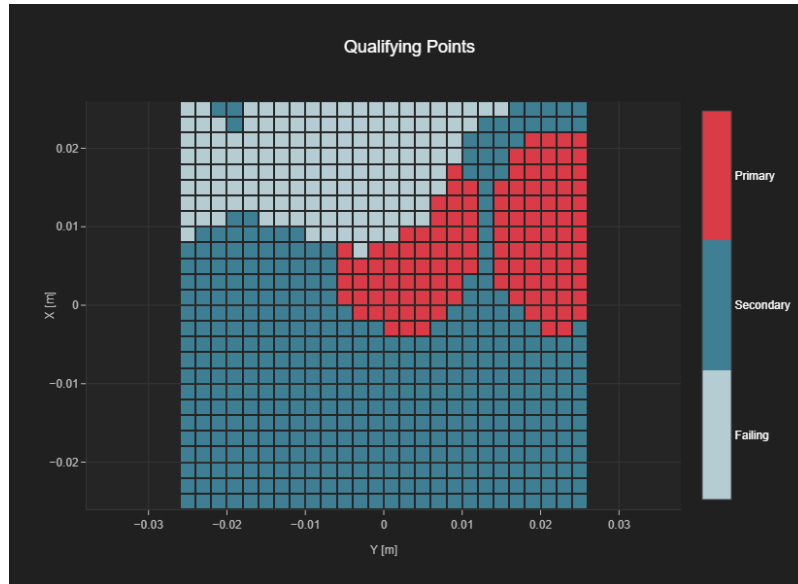 Qualifying Points
0.02
0.01
0
−0.01
−0.02
X [m]
−0.03
−0.02
−0.01
0
0.01
0.02
0.03
Y [m]
Primary
Secondary
Failing